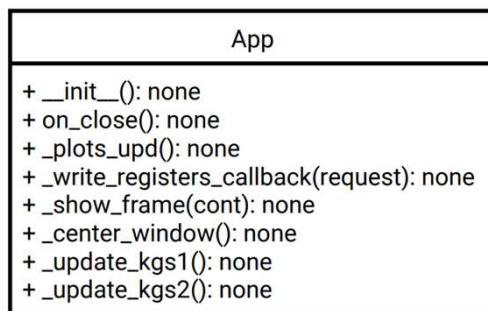 App
+ __init__(): none
+ on_close(): none
+ _plots_upd(): none
+ _write_registers_callback(request): none
+ _show_frame(cont): none
+ _center_window(): none
+ _update_kgs1(): none
+ _update_kgs2(): none